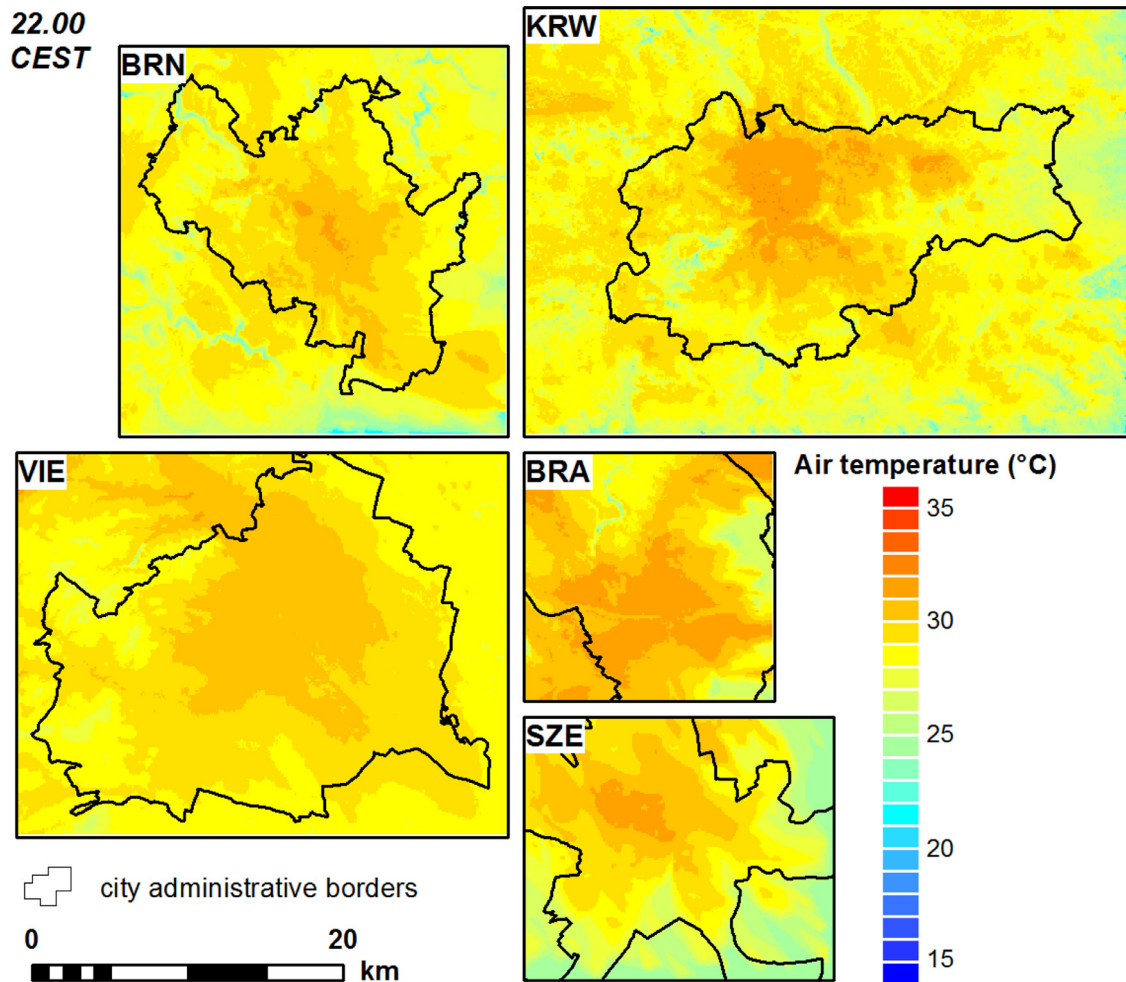 22.00
CEST
BRN
KRW
VIE
BRA
SZE
Air temperature (°C)
35
30
25
20
15
city administrative borders
0 20
km